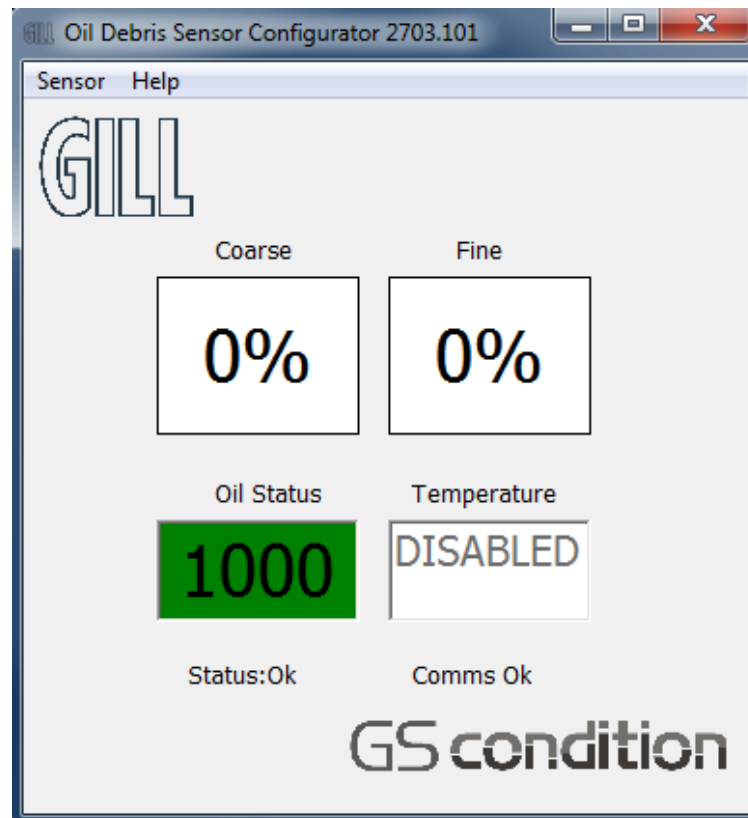 GILL Oil Debris Sensor Configurator 2703.101
Sensor Help
GILL
Coarse Fine
0% 0%
Oil Status Temperature
1000 DISABLED
Status:Ok Comms Ok
GS condition